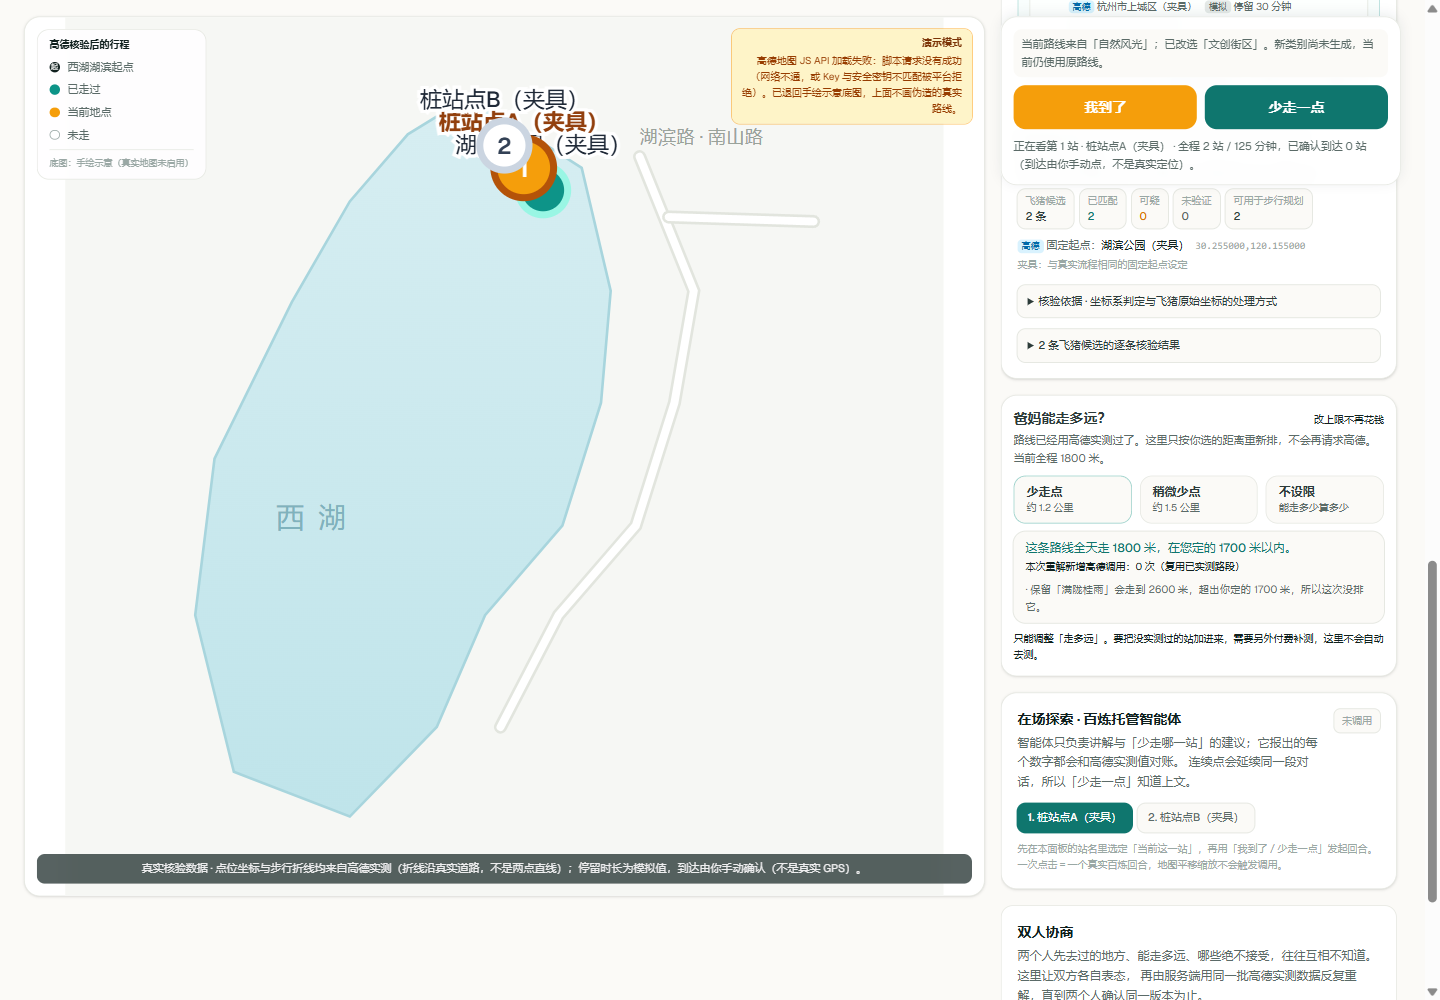 高德核验后的行程
起 西湖湖滨起点
已走过
当前地点
未走
底图：手绘示意（真实地图未启用）
演示模式
高德地图 JS API 加载失败：脚本请求没有成功
（网络不通，或 Key 与安全密钥不匹配被平台拒
绝）。已退回手绘示意底图，上面不画伪造的真实
路线。
桩站点B（夹具）
桩站点A（夹具）
湖
（夹具）
2
1
湖滨路 · 南山路
西 湖
真实核验数据 · 点位坐标与步行折线均来自高德实测（折线沿真实道路，不是两点直线）；停留时长为模拟值，到达由你手动确认（不是真实 GPS）。
高德 杭州市上城区（夹具） 模拟 停留 30 分钟
当前路线来自「自然风光」；已改选「文创街区」。新类别尚未生成，当
前仍使用原路线。
我到了 少走一点
正在看第 1 站 · 桩站点A（夹具） · 全程 2 站 / 125 分钟，已确认到达 0 站
（到达由你手动点，不是真实定位）。
飞猪候选 已匹配 可疑 未验证 可用于步行规划
2 条 2 0 0 2
高德 固定起点：湖滨公园（夹具） 30.255000,120.155000
夹具：与真实流程相同的固定起点设定
▶ 核验依据 · 坐标系判定与飞猪原始坐标的处理方式
▶ 2 条飞猪候选的逐条核验结果
爸妈能走多远？ 改上限不再花钱
路线已经用高德实测过了。这里只按你选的距离重新排，不会再请求高德。
当前全程 1800 米。
少走点 稍微少点 不设限
约 1.2 公里 约 1.5 公里 能走多少算多少
这条路线全天走 1800 米，在您定的 1700 米以内。
本次重解新增高德调用：0 次（复用已实测路段）
· 保留「满陇桂雨」会走到 2600 米，超出你定的 1700 米，所以这次没排
它。
只能调整「走多远」。要把没实测过的站加进来，需要另外付费补测，这里不会自动
去测。
在场探索 · 百炼托管智能体 未调用
智能体只负责讲解与「少走哪一站」的建议；它报出的每
个数字都会和高德实测值对账。 连续点会延续同一段对
话，所以「少走一点」知道上文。
1. 桩站点A（夹具） 2. 桩站点B（夹具）
先在本面板的站名里选定「当前这一站」，再用「我到了 / 少走一点」发起回合。
一次点击 = 一个真实百炼回合，地图平移缩放不会触发调用。
双人协商
两个人先去过的地方、能走多远、哪些绝不接受，往往互相不知道。
这里让双方各自表态， 再由服务端用同一批高德实测数据反复重
解，直到两个人确认同一版本为止。